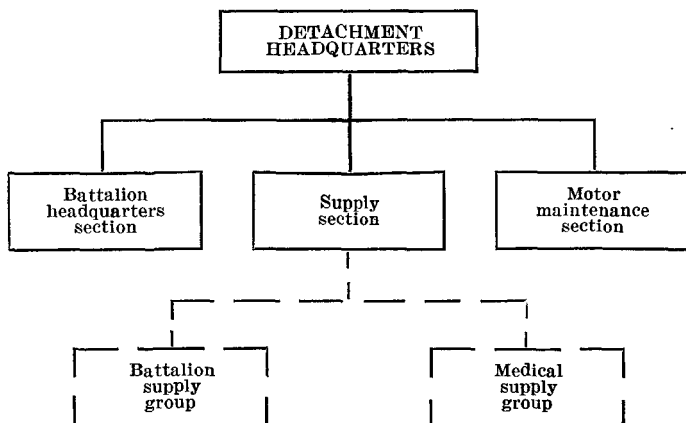 DETACHMENT
HEADQUARTERS
Battalion
headquarters
section
Supply
section
Motor
maintenance
section
Battalion
supply
group
Medical
supply
group